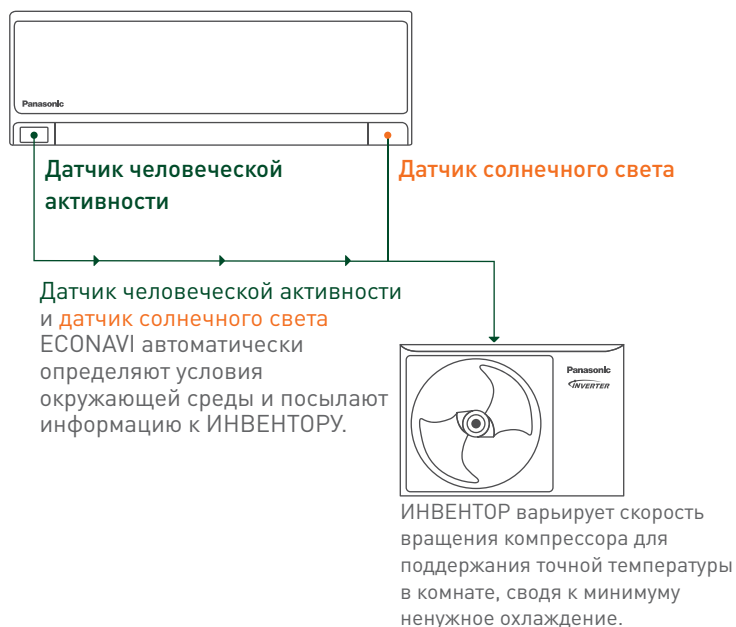 Panasonic
Датчик человеческой
активности
Датчик солнечного света
Датчик человеческой активности
и датчик солнечного света
ECONAVI автоматически
определяют условия
окружающей среды и посылают
информацию к ИНВЕНТОРУ.
Panasonic
INVERTER
ИНВЕНТОР варьирует скорость
вращения компрессора для
поддержания точной температуры
в комнате, сводя к минимуму
ненужное охлаждение.